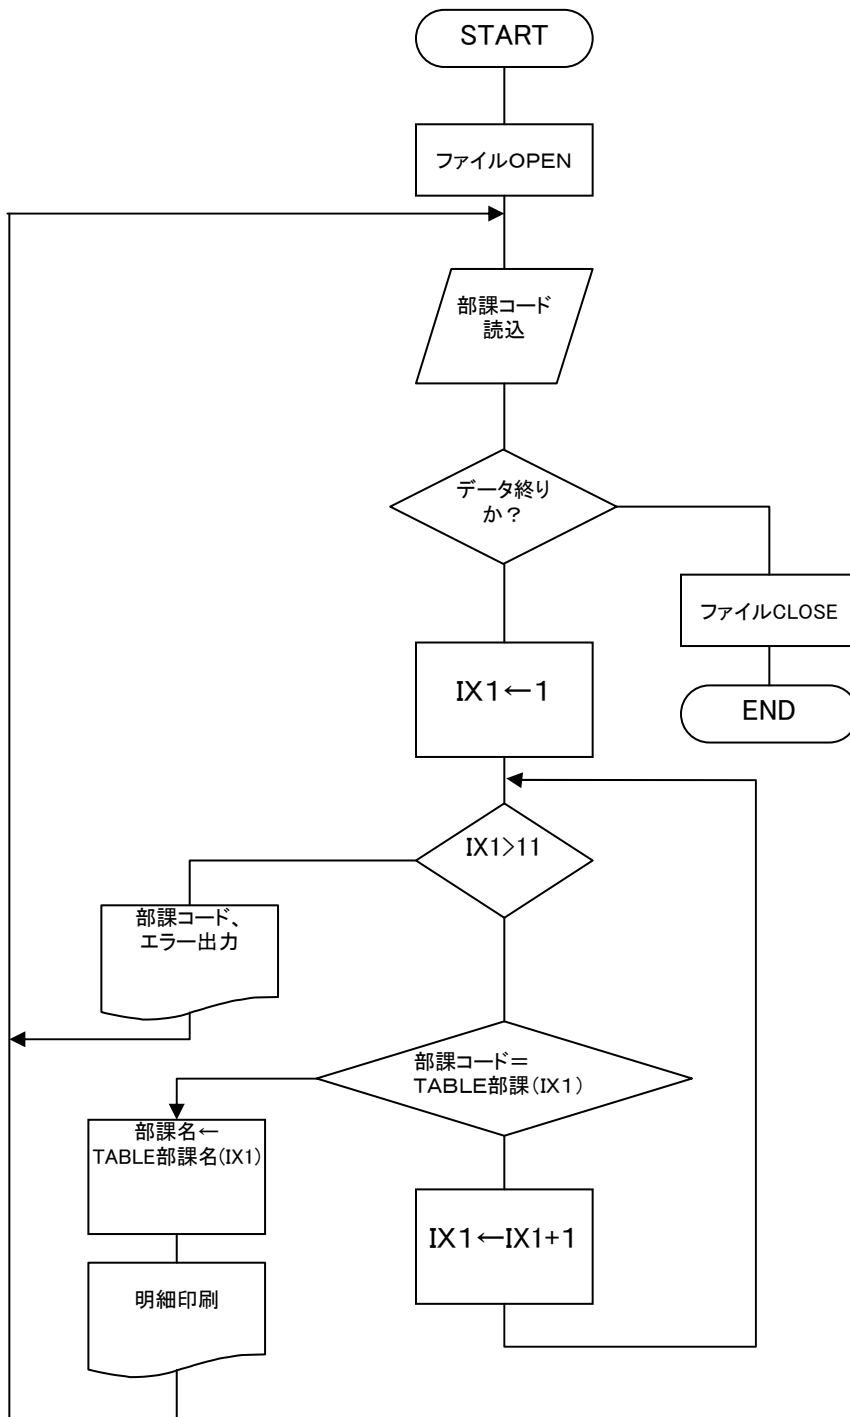 START
ファイルOPEN
部課コード
読込
データ終り
か？
ファイルCLOSE
END
IX1←1
IX1>11
部課コード、
エラー出力
部課コード＝
TABLE部課(IX1)
部課名←
TABLE部課名(IX1)
IX1←IX1+1
明細印刷